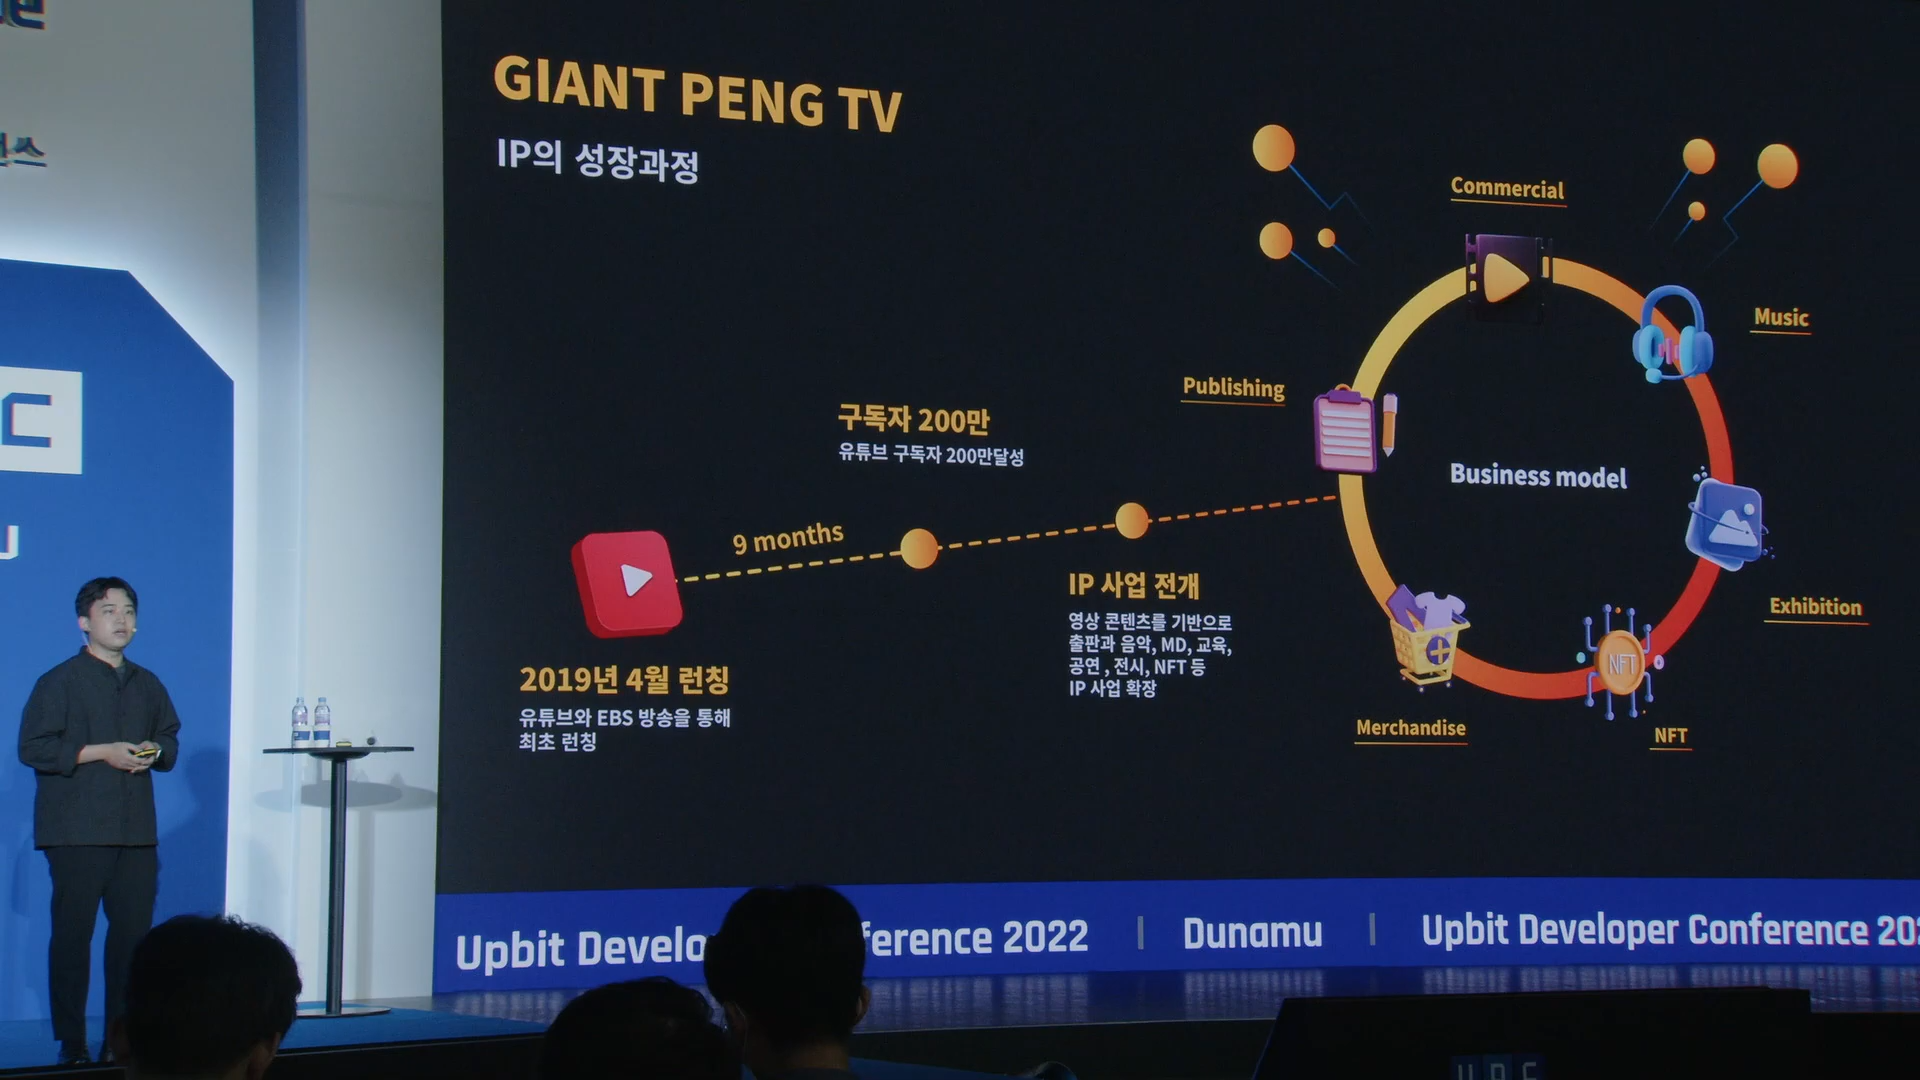 GIANT PENG TV
IP의 성장과정
Commercial
Music
Publishing
구독자 200만
유튜브 구독자 200만달성
Business model
9 months
IP 사업 전개
영상 콘텐츠를 기반으로
출판과 음악, MD, 교육,
공연 , 전시, NFT 등
IP 사업 확장
Exhibition
NFT
2019년 4월 런칭
유튜브와 EBS 방송을 통해
최초 런칭
Merchandise
NFT
Upbit Develo ference 2022 | Dunamu | Upbit Developer Conference 202